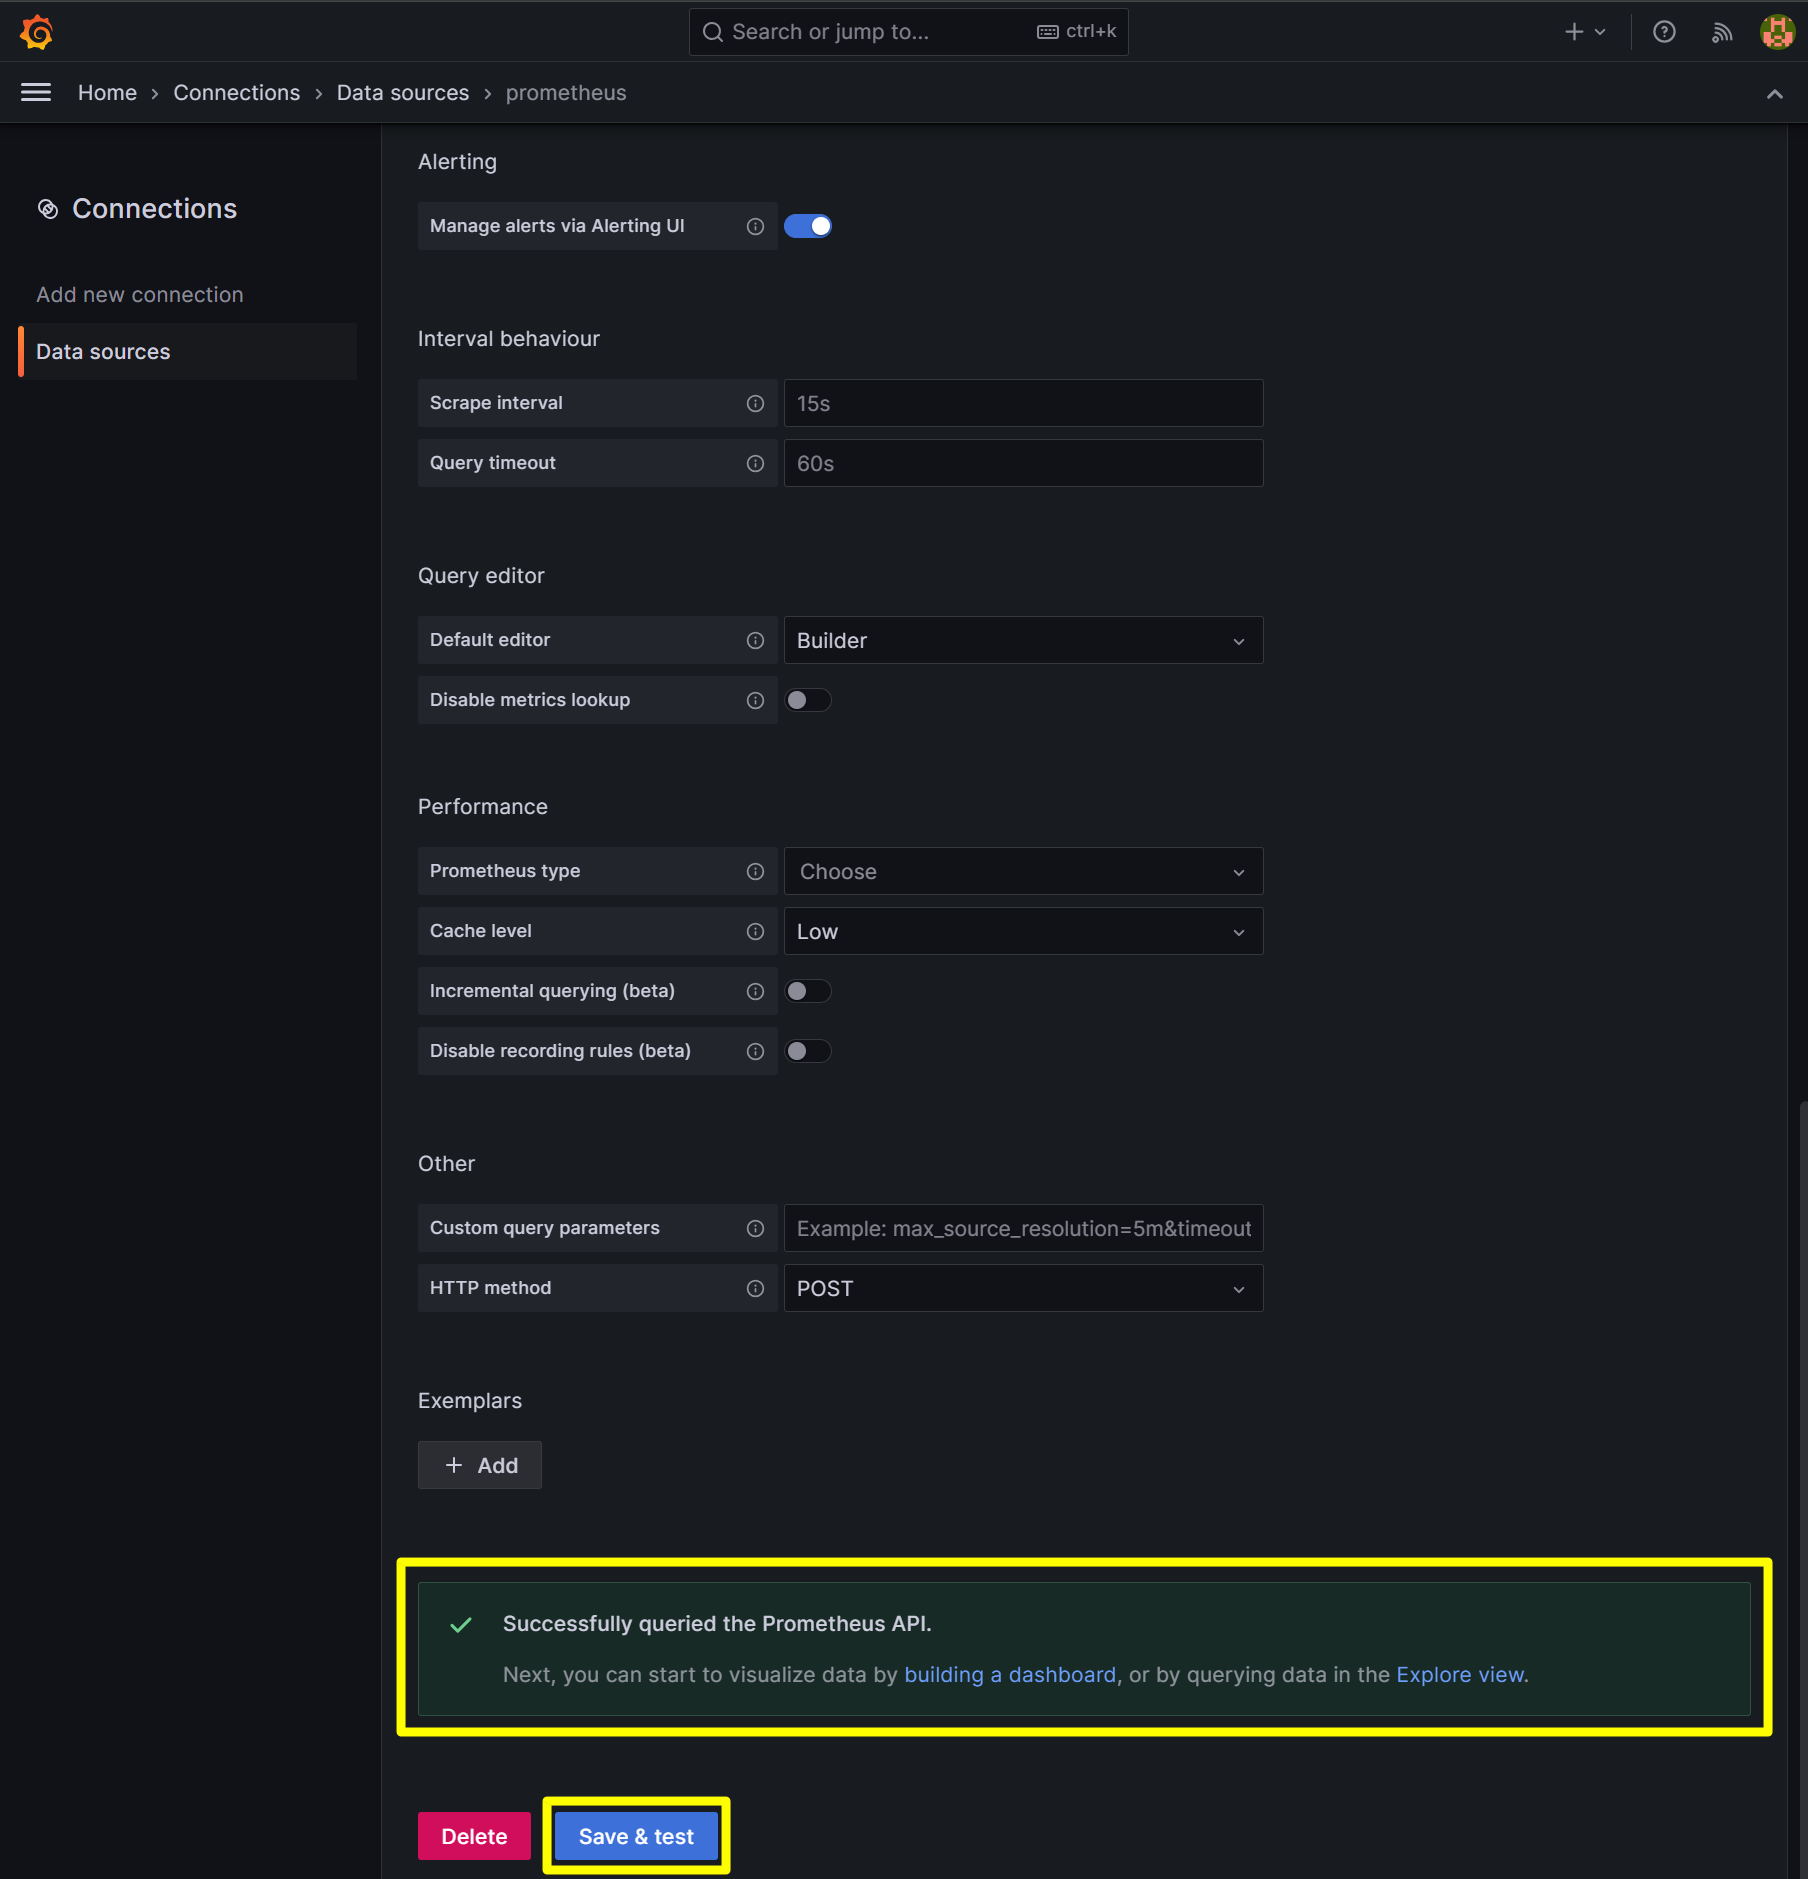 Search or jump to...
ctrl+k
Home › Connections › Data sources › prometheus
Connections
Add new connection
Data sources
Alerting
Manage alerts via Alerting UI
Interval behaviour
Scrape interval
15s
Query timeout
60s
Query editor
Default editor
Builder
Disable metrics lookup
Performance
Prometheus type
Choose
Cache level
Low
Incremental querying (beta)
Disable recording rules (beta)
Other
Custom query parameters
Example: max_source_resolution=5m&timeout
HTTP method
POST
Exemplars
+ Add
Successfully queried the Prometheus API.
Next, you can start to visualize data by building a dashboard, or by querying data in the Explore view.
Delete
Save & test